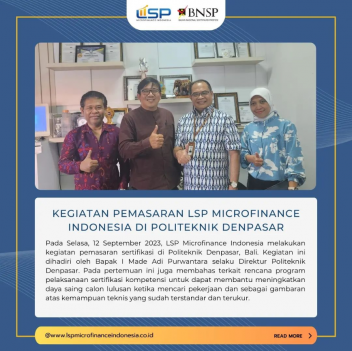 LSP
BNSP
KEGIATAN PEMASARAN LSP MICROFINANCE
INDONESIA DI POLITEKNIK DENPASAR
Pada Selasa, 12 September 2023, LSP Microfinance Indonesia melakukan
kegiatan pemasaran sertifikasi di Politeknik Denpasar, Bali. Kegiatan ini
dihadiri oleh Bapak I Made Adi Purwantara selaku Direktur Politeknik
Denpasar. Pada pertemuan ini juga membahas terkait rencana program
pelaksanaan sertifikasi kompetensi untuk dapat membantu meningkatkan
daya saing calon lulusan ketika mencari pekerjaan dan sebagai gambaran
atas kemampuan teknis yang sudah terstandar dan terukur.
@www.lspmicrofinanceindonesia.co.id
READ MORE